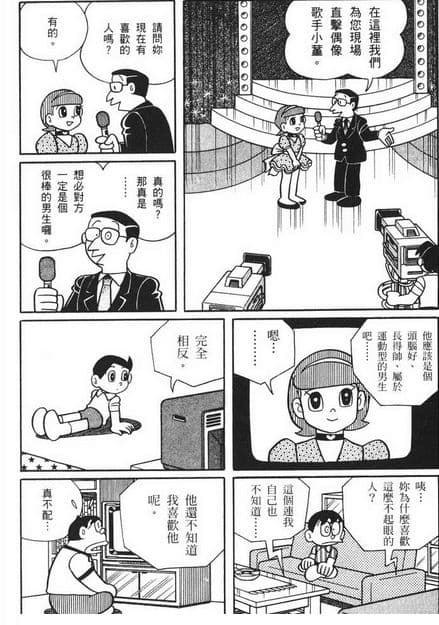 在這裡我們
為您現場
直擊偶像
歌手小蕫。
請問妳
現在有
喜歡的
人嗎？
有的。
真的嗎？
那真是
想必對方
一定是個
很棒的男生囉。
他應該是個
頭腦好、
長得帥、屬於
運動型的男生
吧…
嗯…
完全
相反。
咦…
妳為什麼喜歡
這麼不起眼的
人？
這個連我
自己也
不知道…
他還不知道
我喜歡他
呢。
真不配…